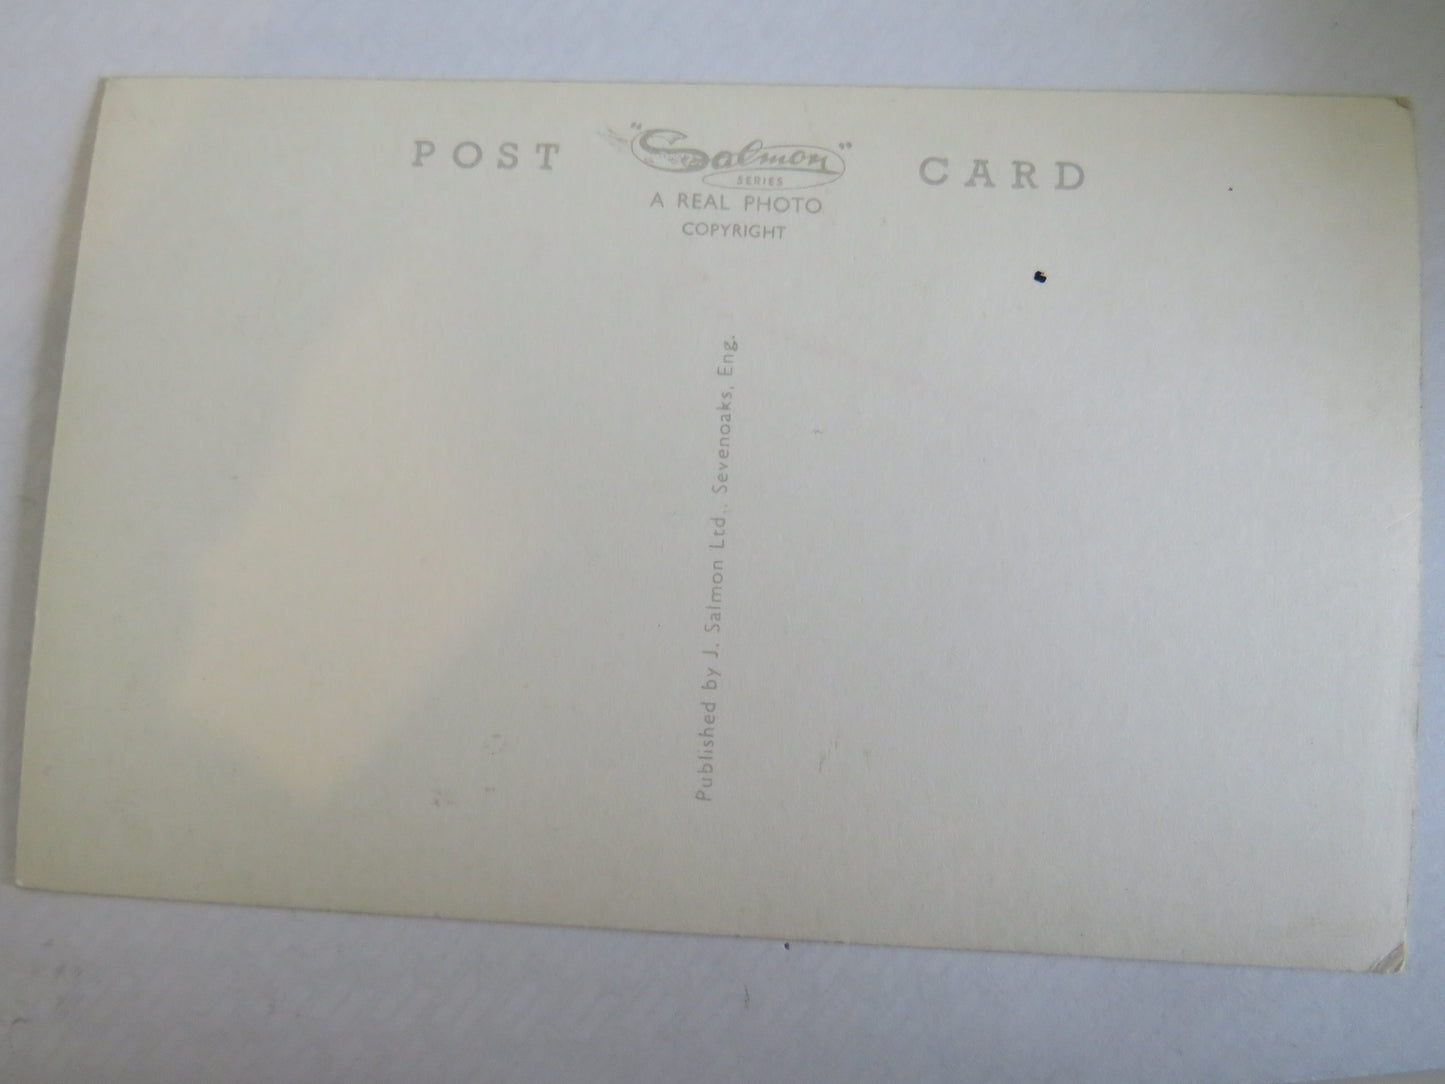 POST "Salmon" CARD
SERIES
A REAL PHOTO
COPYRIGHT
Published by J. Salmon Ltd., Sevenoaks, Eng.